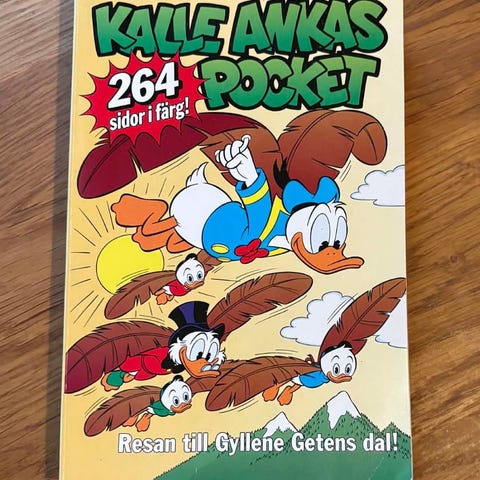 KALLE ANKAS
POCKET
264
sidor i färg!
Resan till Gyllene Getens dal!